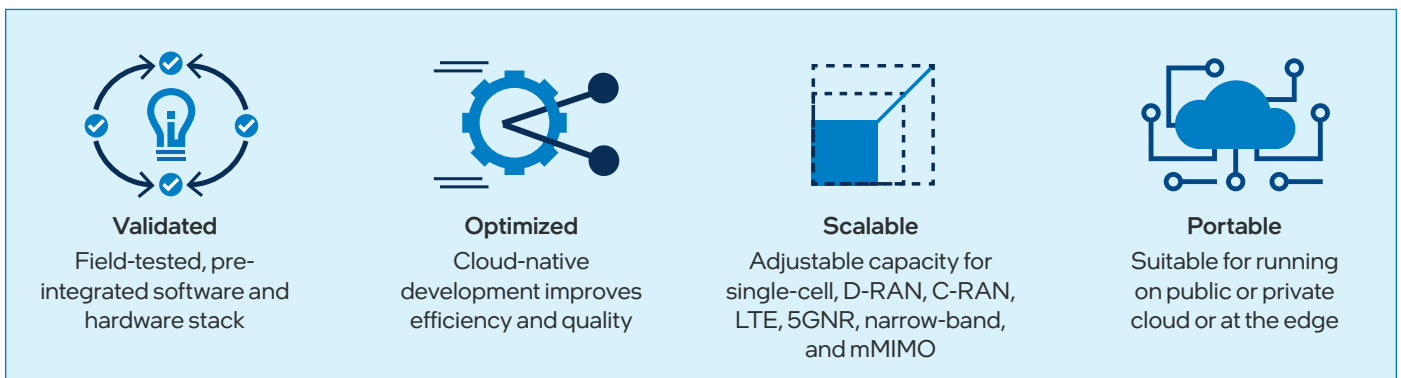 Validated
Field-tested, pre-
integrated software and
hardware stack
Optimized
Cloud-native
development improves
efficiency and quality
Scalable
Adjustable capacity for
single-cell, D-RAN, C-RAN,
LTE, 5GNR, narrow-band,
and mMIMO
Portable
Suitable for running
on public or private
cloud or at the edge